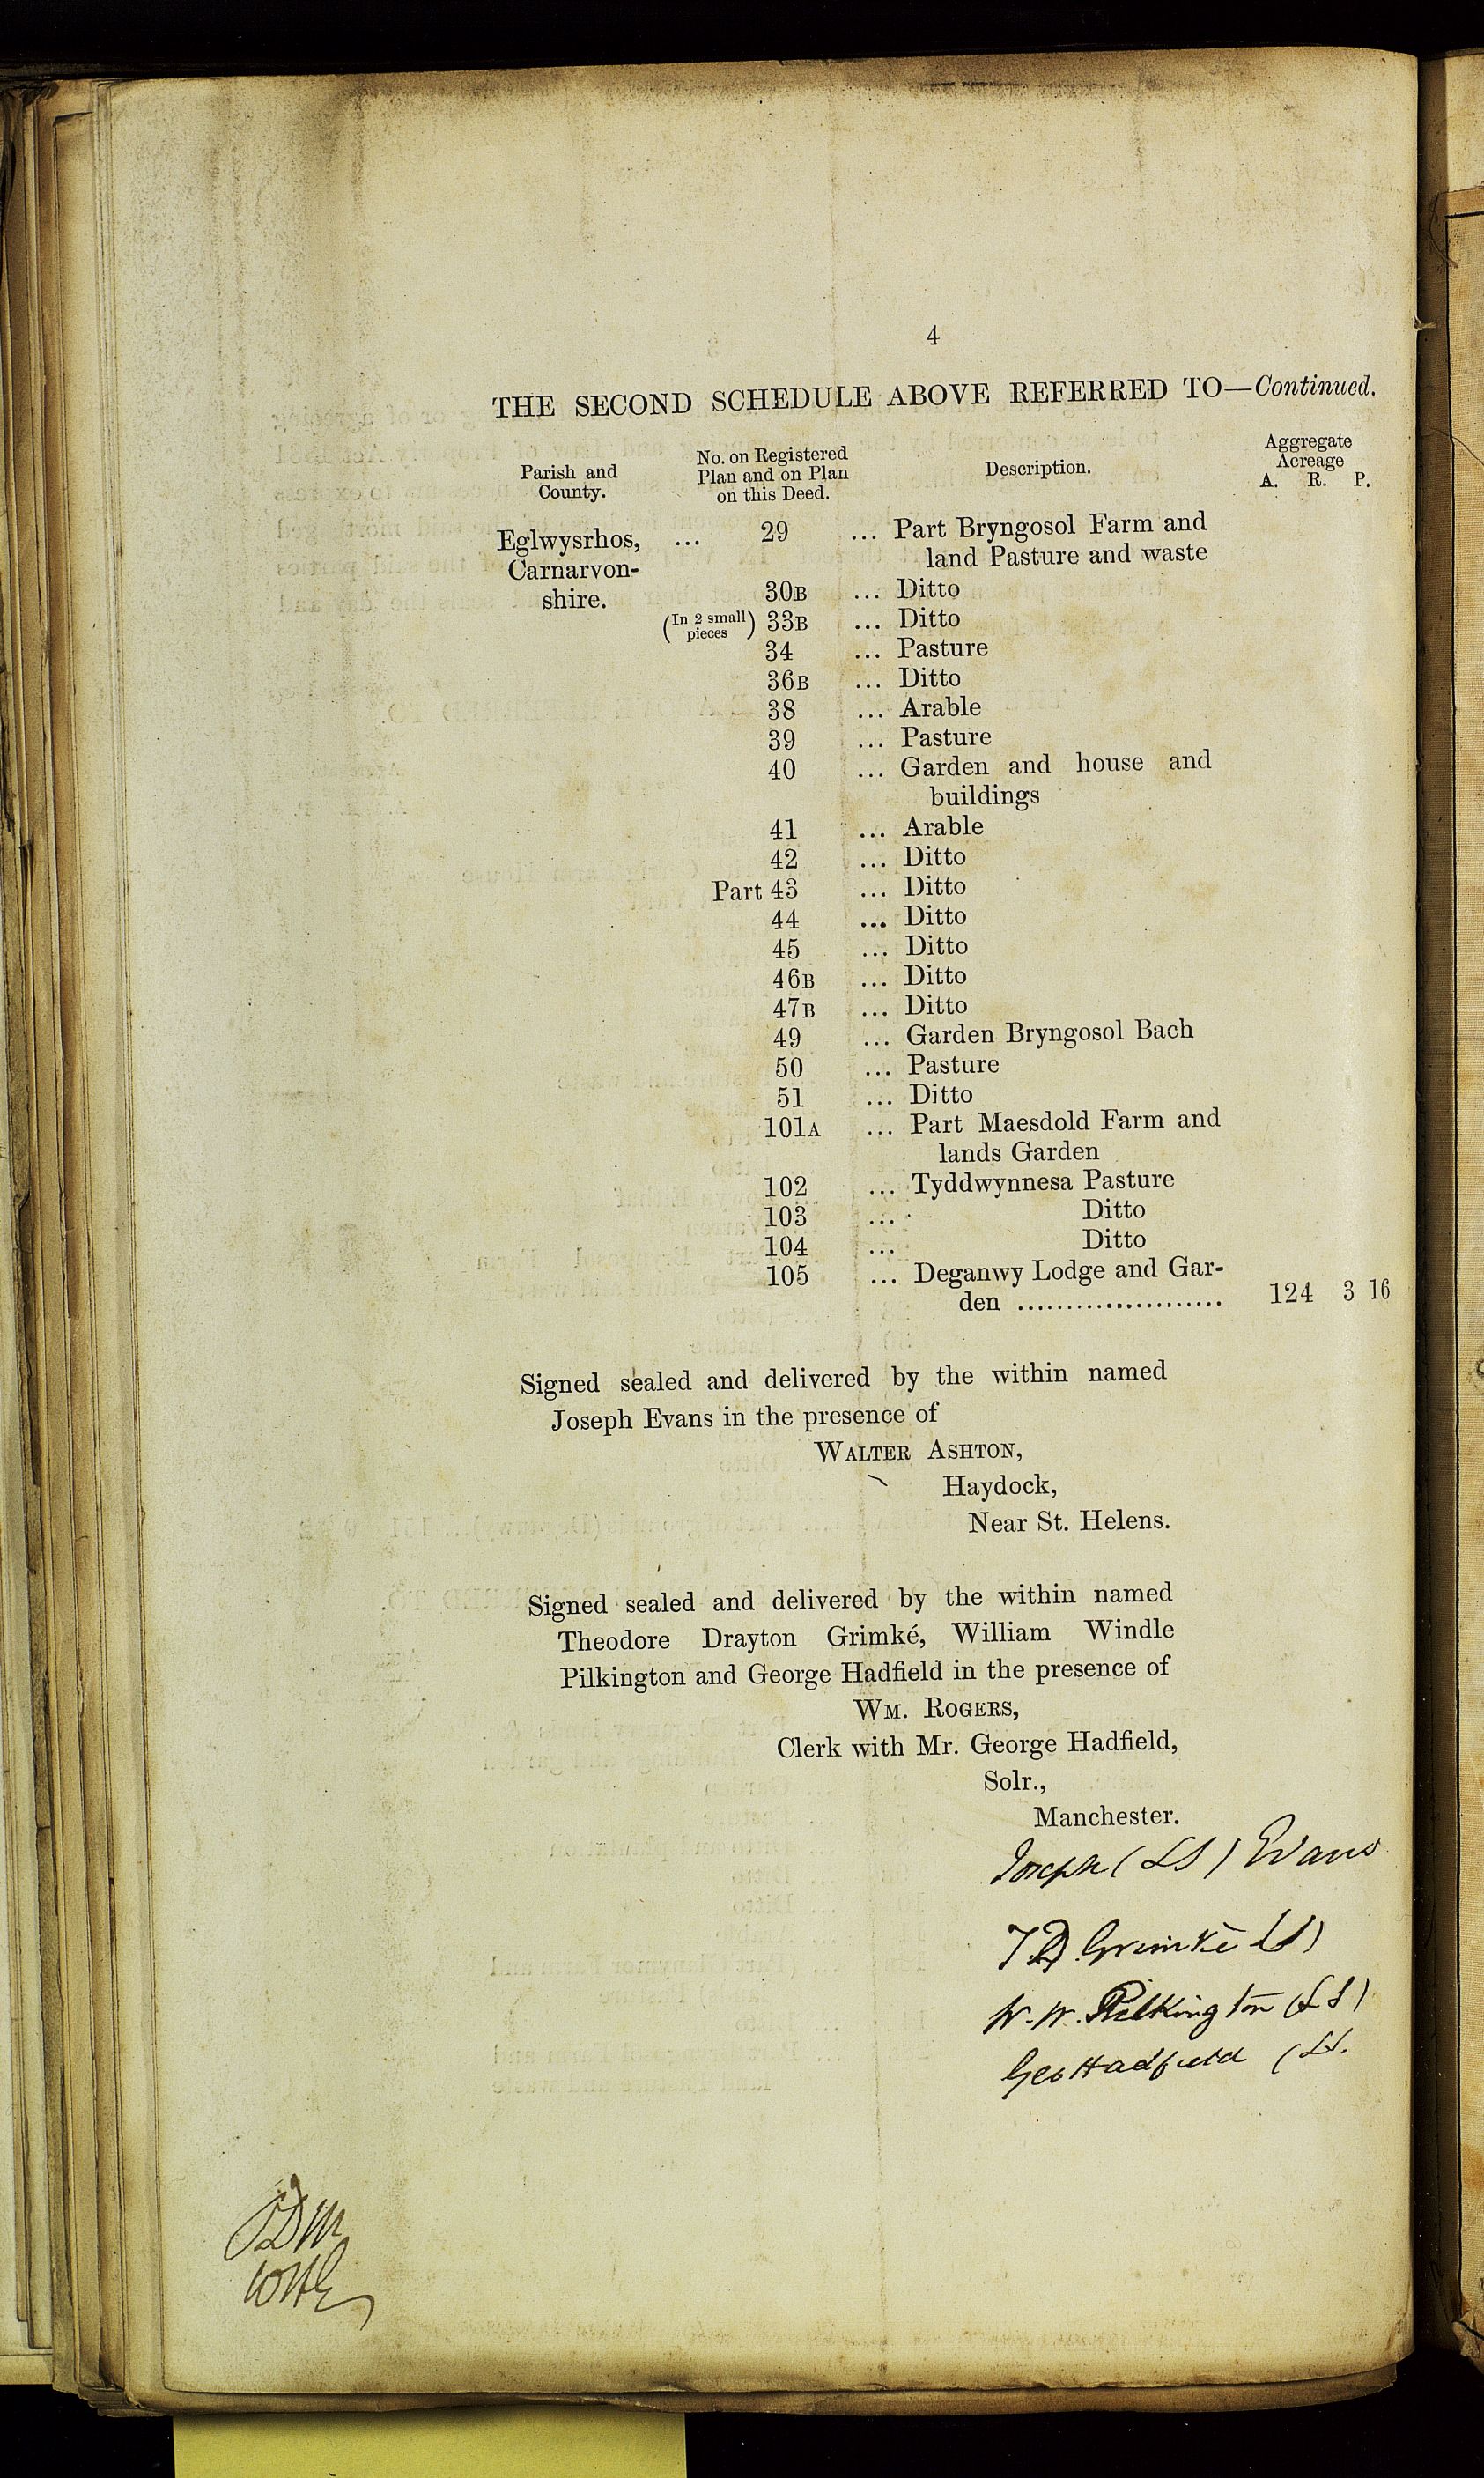 4
THE SECOND SCHEDULE ABOVE REFERRED TO—Continued.
Parish and County. No. on Registered Plan and on Plan on this Deed. Description. Aggregate Acreage A. R. P.
Eglwysrhos, ... 29 ... Part Bryngosol Farm and
Carnarvon- land Pasture and waste
shire. 30B ... Ditto
(In 2 small pieces) 33B ... Ditto
34 ... Pasture
36B ... Ditto
38 ... Arable
39 ... Pasture
40 ... Garden and house and
buildings
41 ... Arable
42 ... Ditto
Part 43 ... Ditto
44 ... Ditto
45 ... Ditto
46B ... Ditto
47B ... Ditto
49 ... Garden Bryngosol Bach
50 ... Pasture
51 ... Ditto
101A ... Part Maesdold Farm and
lands Garden
102 ... Tyddwynnesa Pasture
103 ... Ditto
104 ... Ditto
105 ... Deganwy Lodge and Gar-
den ..................... 124 3 16
Signed sealed and delivered by the within named
Joseph Evans in the presence of
WALTER ASHTON,
Haydock,
Near St. Helens.
Signed sealed and delivered by the within named
Theodore Drayton Grimké, William Windle
Pilkington and George Hadfield in the presence of
WM. ROGERS,
Clerk with Mr. George Hadfield,
Solr.,
Manchester.
Joseph (LS) Evans
T D Grimké (LS)
W. W. Pilkington (LS)
Geo Hadfield (LS.